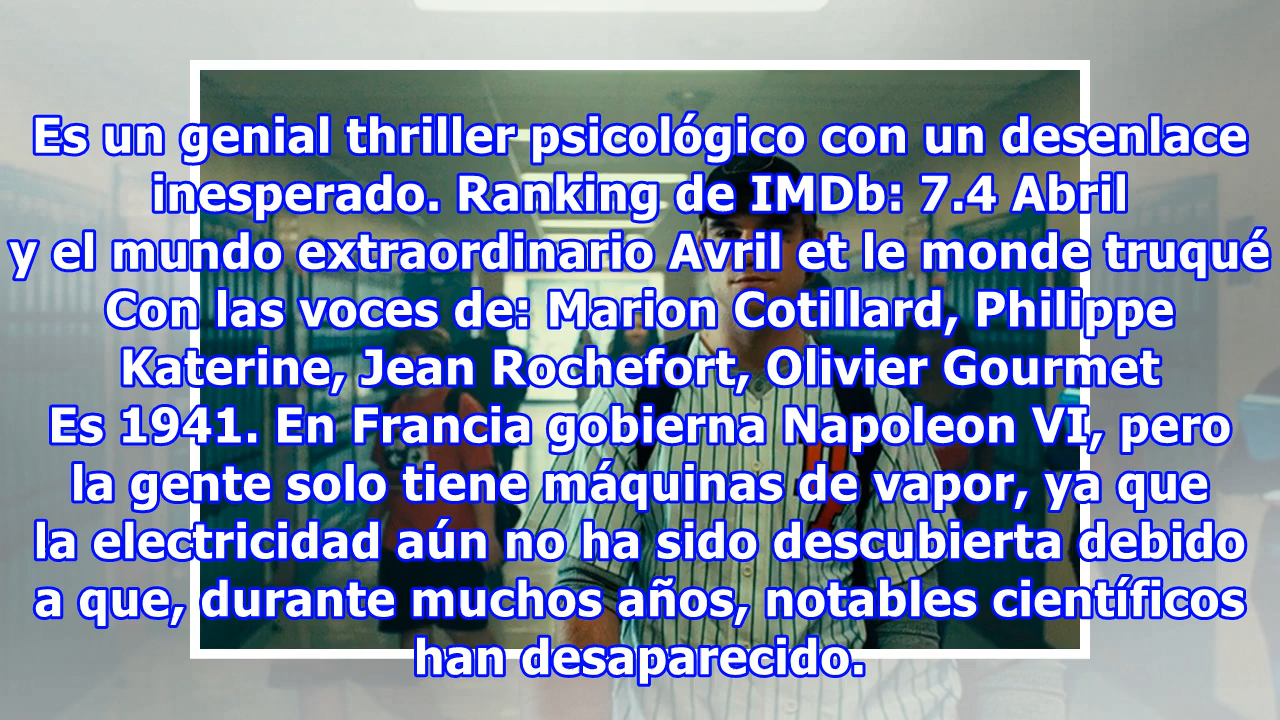 Es un genial thriller psicológico con un desenlace
inesperado. Ranking de IMDb: 7.4 Abril
y el mundo extraordinario Avril et le monde truqué
Con las voces de: Marion Cotillard, Philippe
Katerine, Jean Rochefort, Olivier Gourmet
Es 1941. En Francia gobierna Napoleon VI, pero
la gente solo tiene máquinas de vapor, ya que
la electricidad aún no ha sido descubierta debido
a que, durante muchos años, notables científicos
han desaparecido.